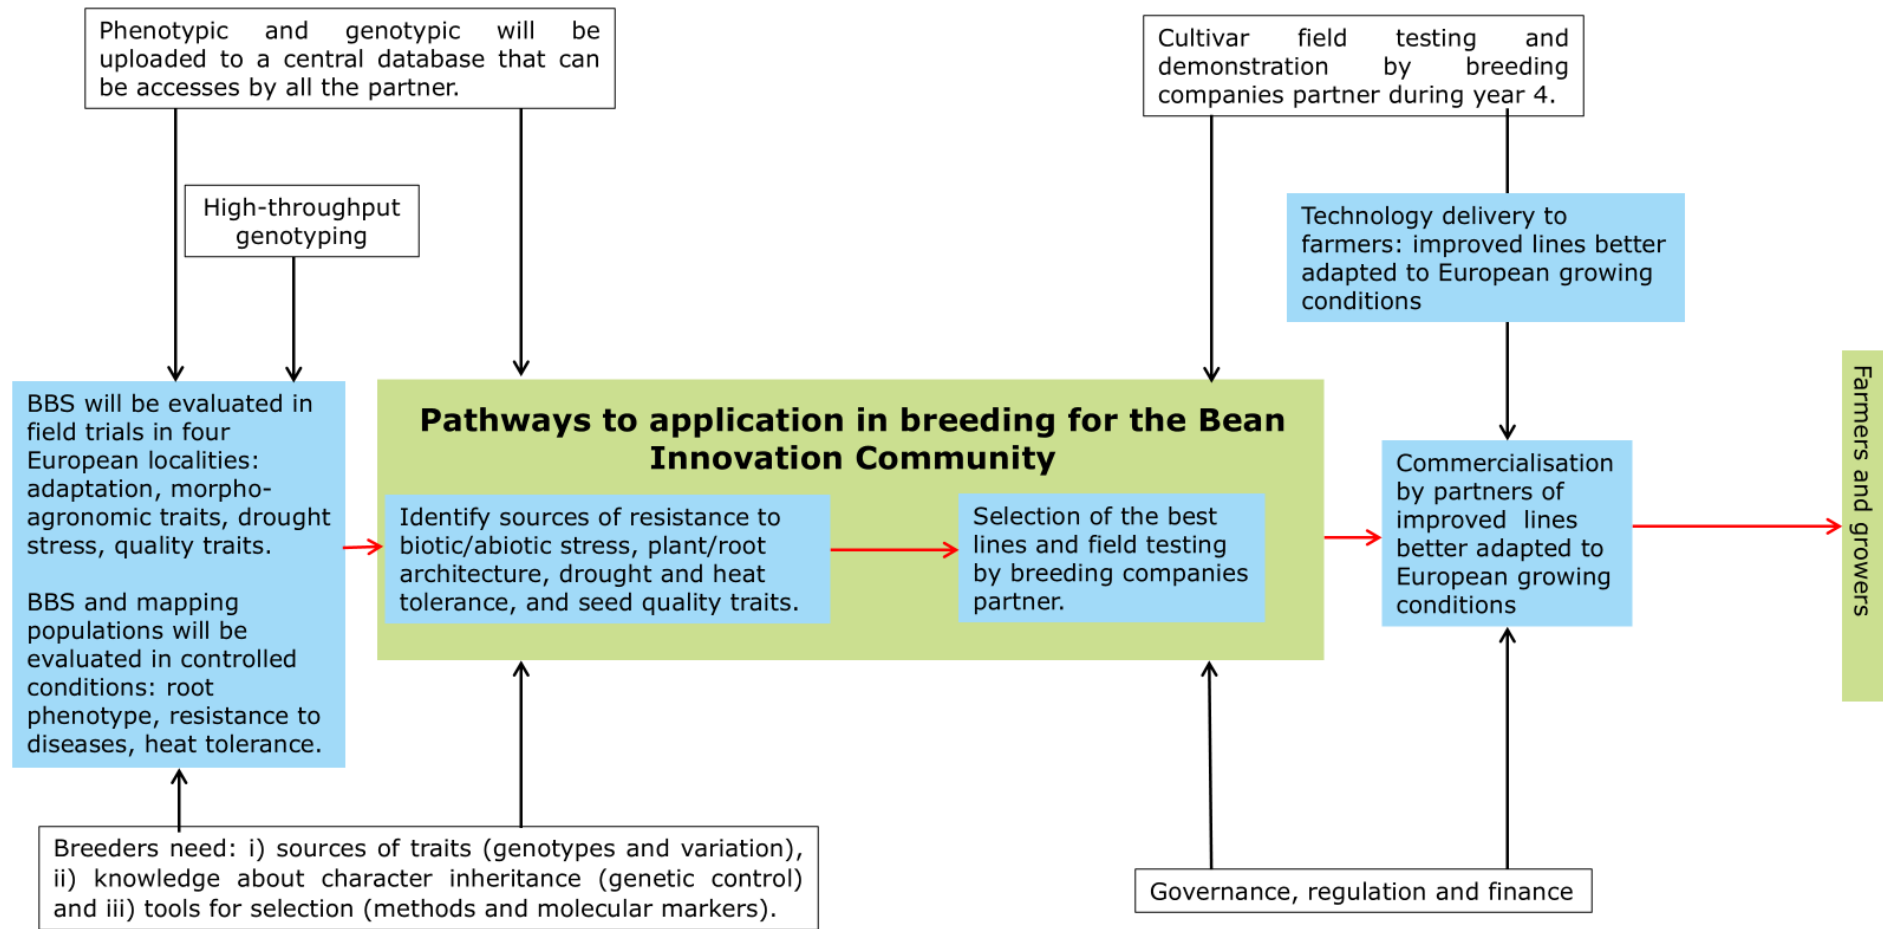 Phenotypic and genotypic will be
uploaded to a central database that can
be accesses by all the partner.
Cultivar field testing and
demonstration by breeding
companies partner during year 4.
High-throughput
genotyping
Technology delivery to
farmers: improved lines better
adapted to European growing
conditions
BBS will be evaluated in
field trials in four
European localities:
adaptation, morpho-
agronomic traits, drought
stress, quality traits.
BBS and mapping
populations will be
evaluated in controlled
conditions: root
phenotype, resistance to
diseases, heat tolerance.
Pathways to application in breeding for the Bean
Innovation Community
Identify sources of resistance to
biotic/abiotic stress, plant/root
architecture, drought and heat
tolerance, and seed quality traits.
Selection of the best
lines and field testing
by breeding companies
partner.
Commercialisation
by partners of
improved lines
better adapted to
European growing
conditions
Farmers and growers
Breeders need: i) sources of traits (genotypes and variation),
ii) knowledge about character inheritance (genetic control)
and iii) tools for selection (methods and molecular markers).
Governance, regulation and finance